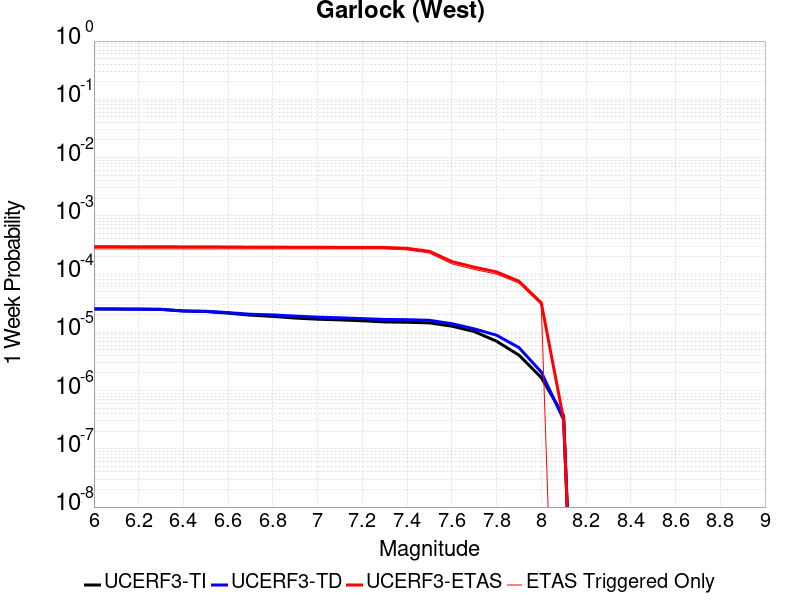 Garlock (West)
10^0
10^-1
10^-2
10^-3
10^-4
10^-5
10^-6
10^-7
10^-8
1 Week Probability
6 6.2 6.4 6.6 6.8 7 7.2 7.4 7.6 7.8 8 8.2 8.4 8.6 8.8 9
Magnitude
UCERF3-TI UCERF3-TD UCERF3-ETAS ETAS Triggered Only